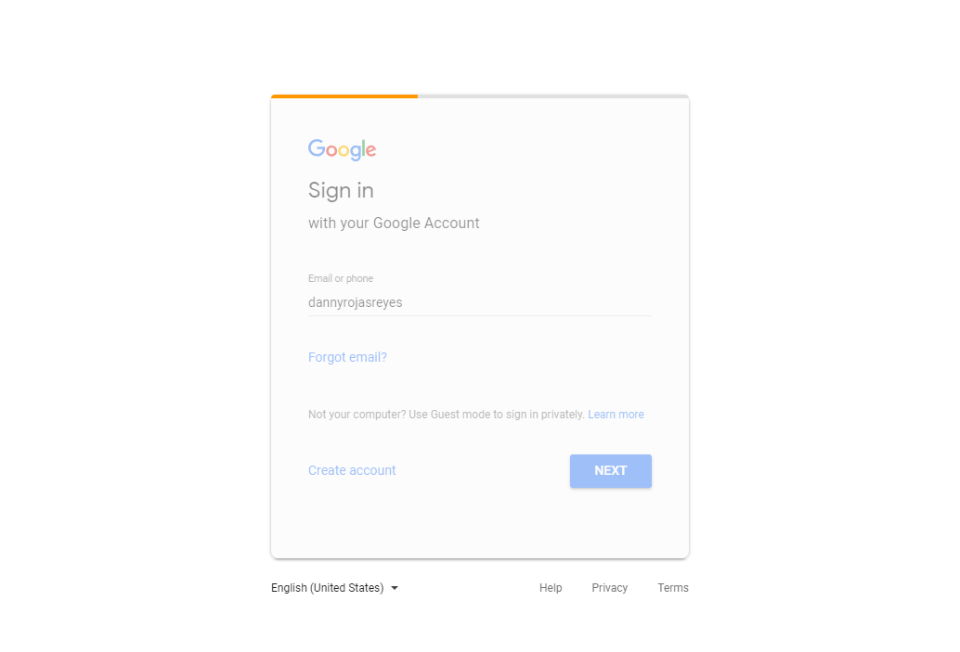 Google
Sign in
with your Google Account
Email or phone
dannyrojasreyes
Forgot email?
Not your computer? Use Guest mode to sign in privately. Learn more
Create account NEXT
English (United States) Help Privacy Terms